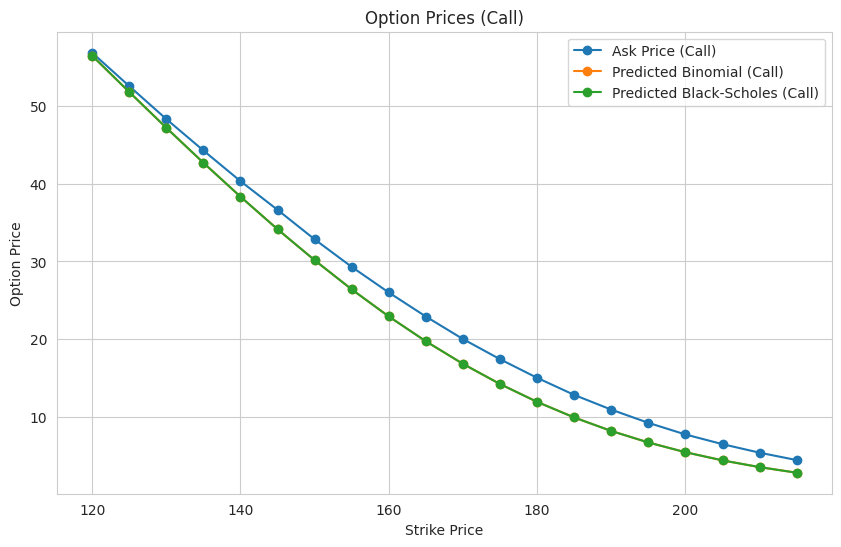 Option Prices (Call)
Ask Price (Call)
Predicted Binomial (Call)
Predicted Black-Scholes (Call)
Option Price
50
40
30
20
10
120 140 160 180 200
Strike Price